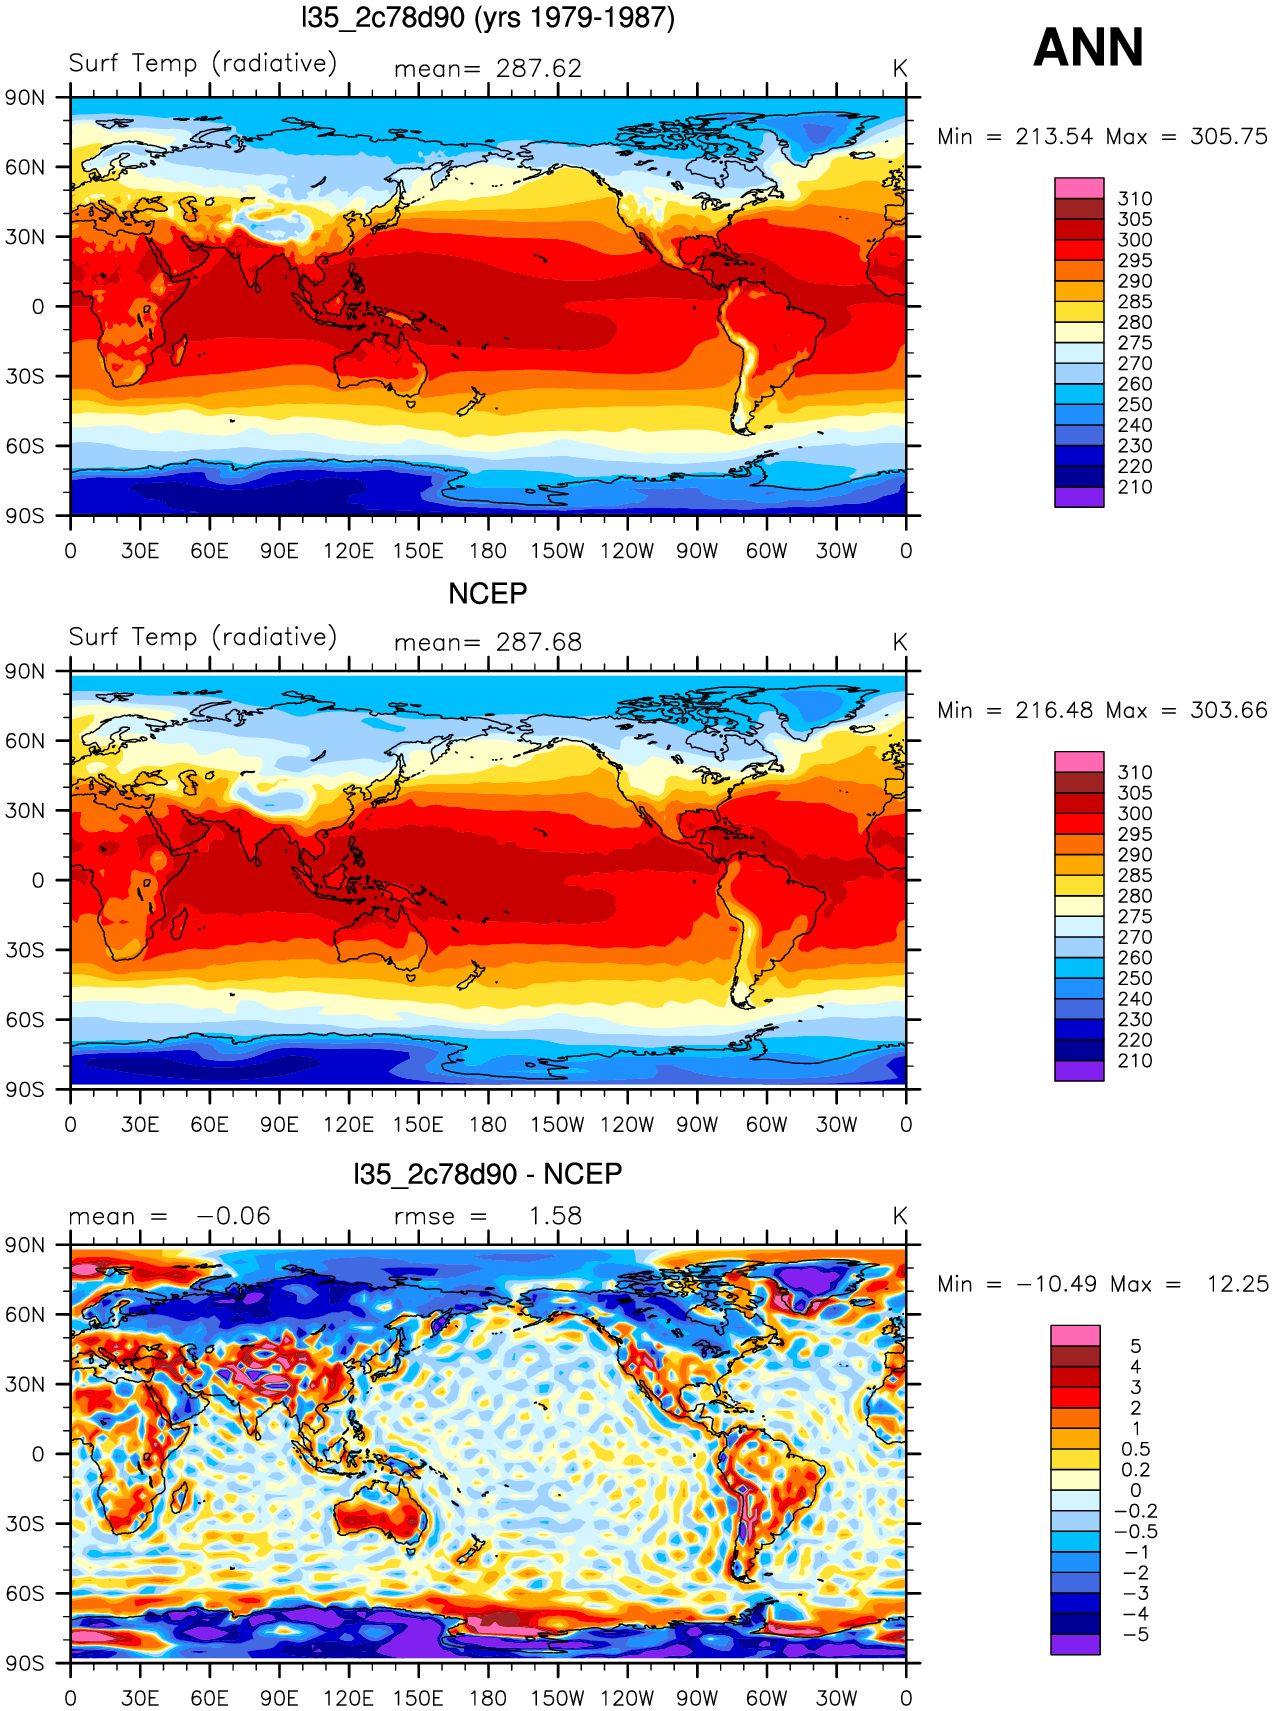 l35_2c78d90 (yrs 1979-1987)
ANN
Surf Temp (radiative) mean= 287.62 K
Min = 213.54 Max = 305.75
90N
60N
30N
0
30S
60S
90S
0 30E 60E 90E 120E 150E 180 150W 120W 90W 60W 30W 0
310
305
300
295
290
285
280
275
270
260
250
240
230
220
210
NCEP
Surf Temp (radiative) mean= 287.68 K
Min = 216.48 Max = 303.66
90N
60N
30N
0
30S
60S
90S
0 30E 60E 90E 120E 150E 180 150W 120W 90W 60W 30W 0
310
305
300
295
290
285
280
275
270
260
250
240
230
220
210
l35_2c78d90 - NCEP
mean = −0.06 rmse = 1.58 K
Min = −10.49 Max = 12.25
90N
60N
30N
0
30S
60S
90S
0 30E 60E 90E 120E 150E 180 150W 120W 90W 60W 30W 0
5
4
3
2
1
0.5
0.2
0
−0.2
−0.5
−1
−2
−3
−4
−5